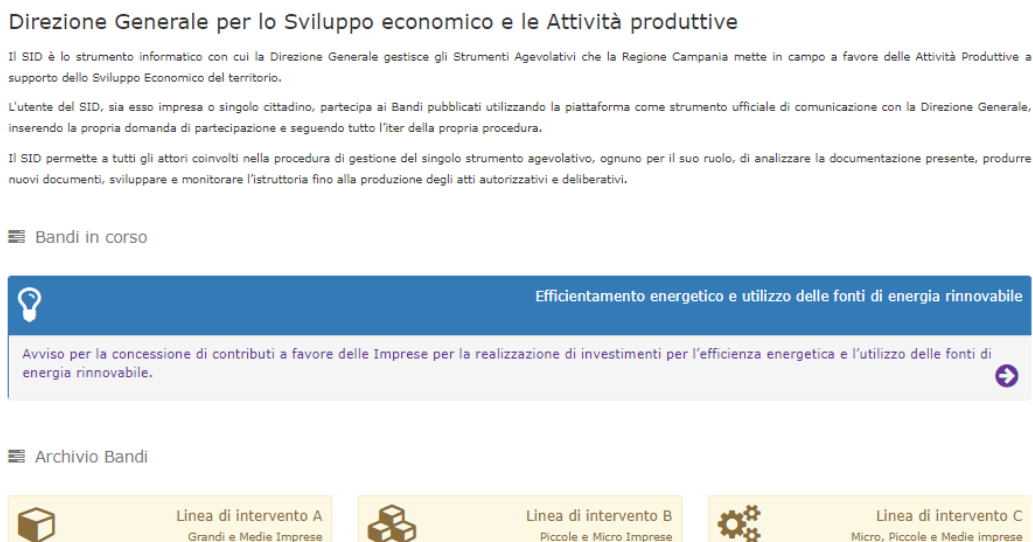 Direzione Generale per lo Sviluppo economico e le Attività produttive
Il SID è lo strumento informatico con cui la Direzione Generale gestisce gli Strumenti Agevolativi che la Regione Campania mette in campo a favore delle Attività Produttive a
supporto dello Sviluppo Economico del territorio.
L'utente del SID, sia esso impresa o singolo cittadino, partecipa ai Bandi pubblicati utilizzando la piattaforma come strumento ufficiale di comunicazione con la Direzione Generale,
inserendo la propria domanda di partecipazione e seguendo tutto l'iter della propria procedura.
Il SID permette a tutti gli attori coinvolti nella procedura di gestione del singolo strumento agevolativo, ognuno per il suo ruolo, di analizzare la documentazione presente, produrre
nuovi documenti, sviluppare e monitorare l'istruttoria fino alla produzione degli atti autorizzativi e deliberativi.
Bandi in corso
Efficientamento energetico e utilizzo delle fonti di energia rinnovabile
Avviso per la concessione di contributi a favore delle Imprese per la realizzazione di investimenti per l'efficienza energetica e l'utilizzo delle fonti di
energia rinnovabile.
Archivio Bandi
Linea di intervento A
Grandi e Medie Imprese
Linea di intervento B
Piccole e Micro Imprese
Linea di intervento C
Micro, Piccole e Medie imprese